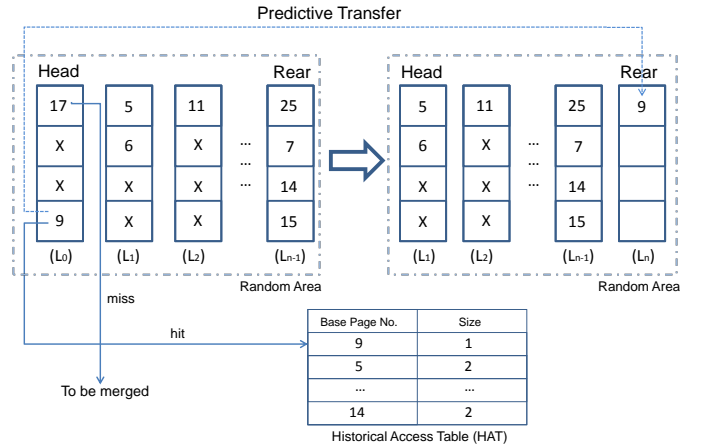 Predictive Transfer
Head Rear Head Rear
17 5 11 25 5 11 25 9
X 6 X ... 7 6 X ... 7
... ...
X X X ... 14 X X ... 14
9 X X 15 X X 15
(L0) (L1) (L2) (Ln-1) (L1) (L2) (Ln-1) (Ln)
Random Area Random Area
miss
hit
Base Page No. Size
9 1
5 2
... ...
14 2
To be merged
Historical Access Table (HAT)